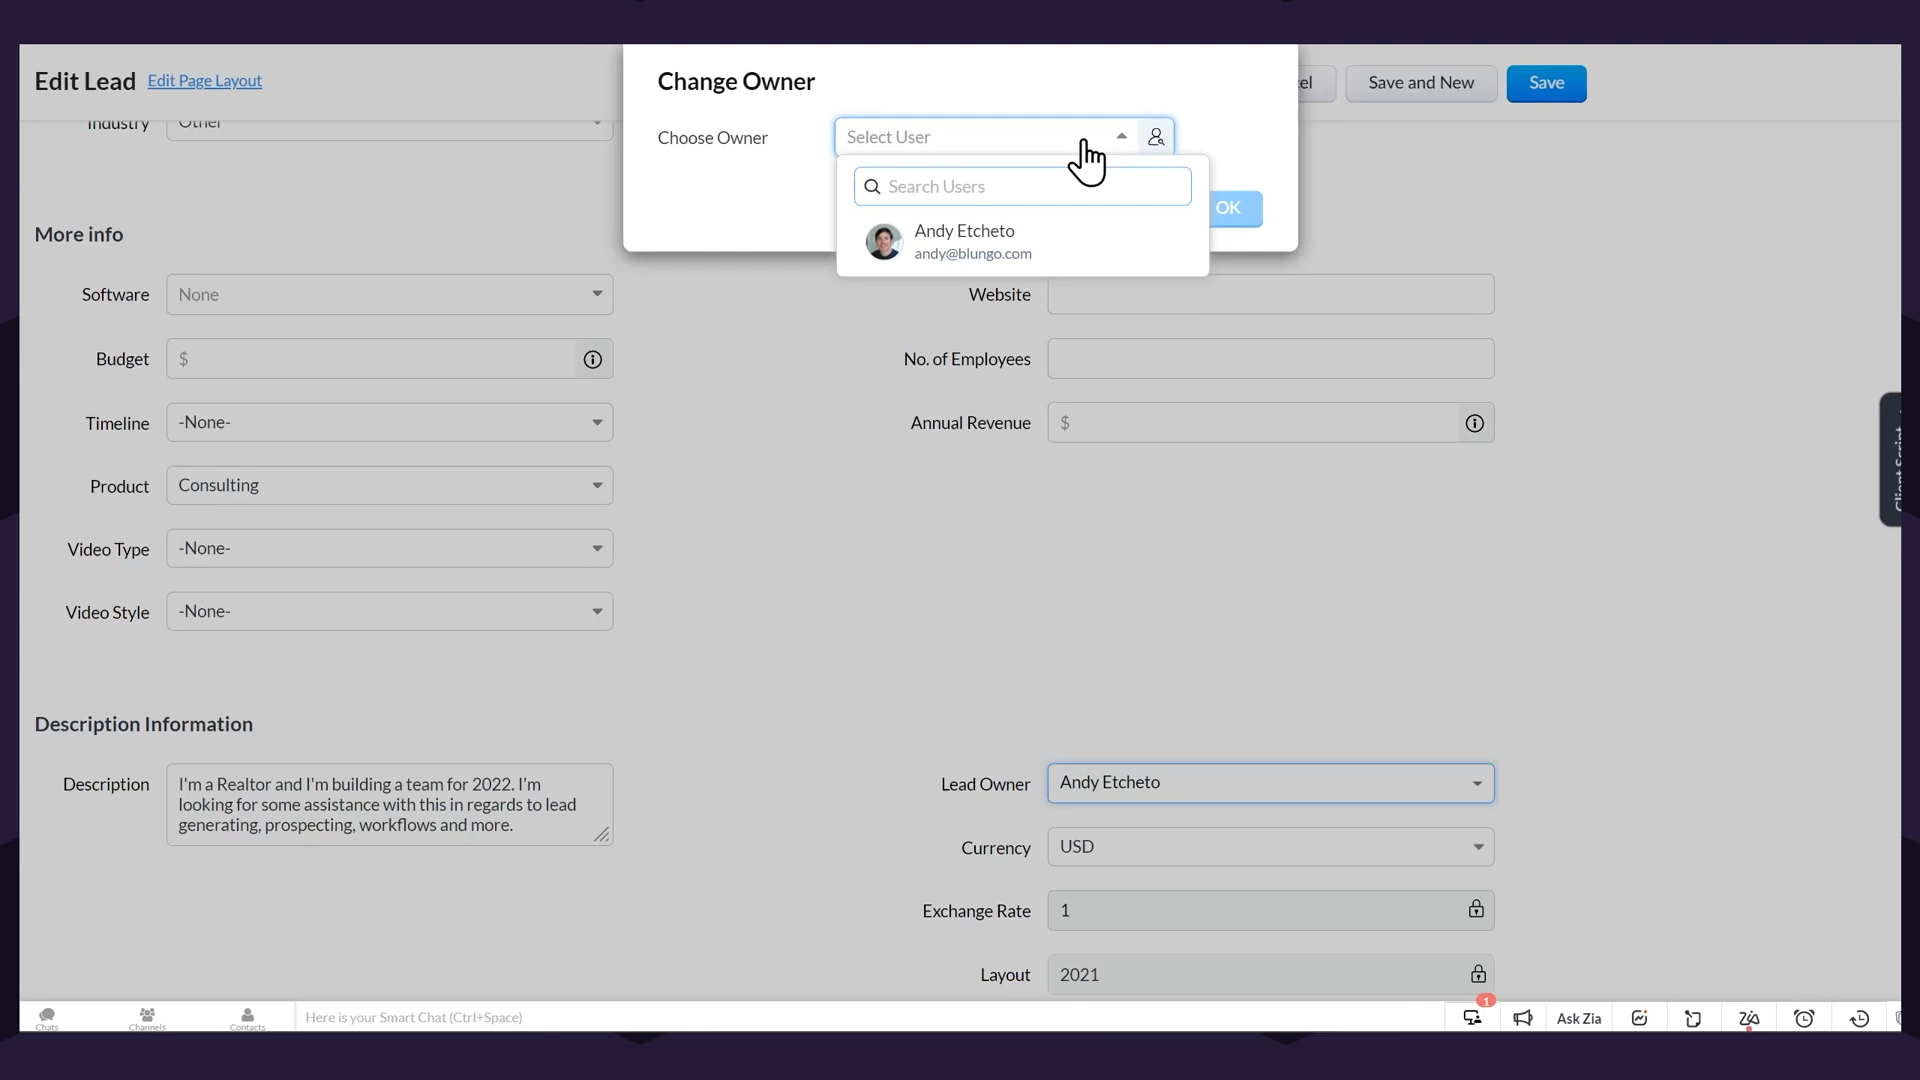 Edit Lead Edit Page Layout
Save and New
Save
Change Owner
Choose Owner
Select User
Search Users
Andy Etcheto
andy@blungo.com
OK
Industry
Other
More info
Software
None
Website
Budget
$
No. of Employees
Timeline
-None-
Annual Revenue
$
Product
Consulting
Video Type
-None-
Video Style
-None-
Description Information
Description
I'm a Realtor and I'm building a team for 2022. I'm
looking for some assistance with this in regards to lead
generating, prospecting, workflows and more.
Lead Owner
Andy Etcheto
Currency
USD
Exchange Rate
1
Layout
2021
Chats
Channels
Contacts
Here is your Smart Chat (Ctrl+Space)
1
Ask Zia